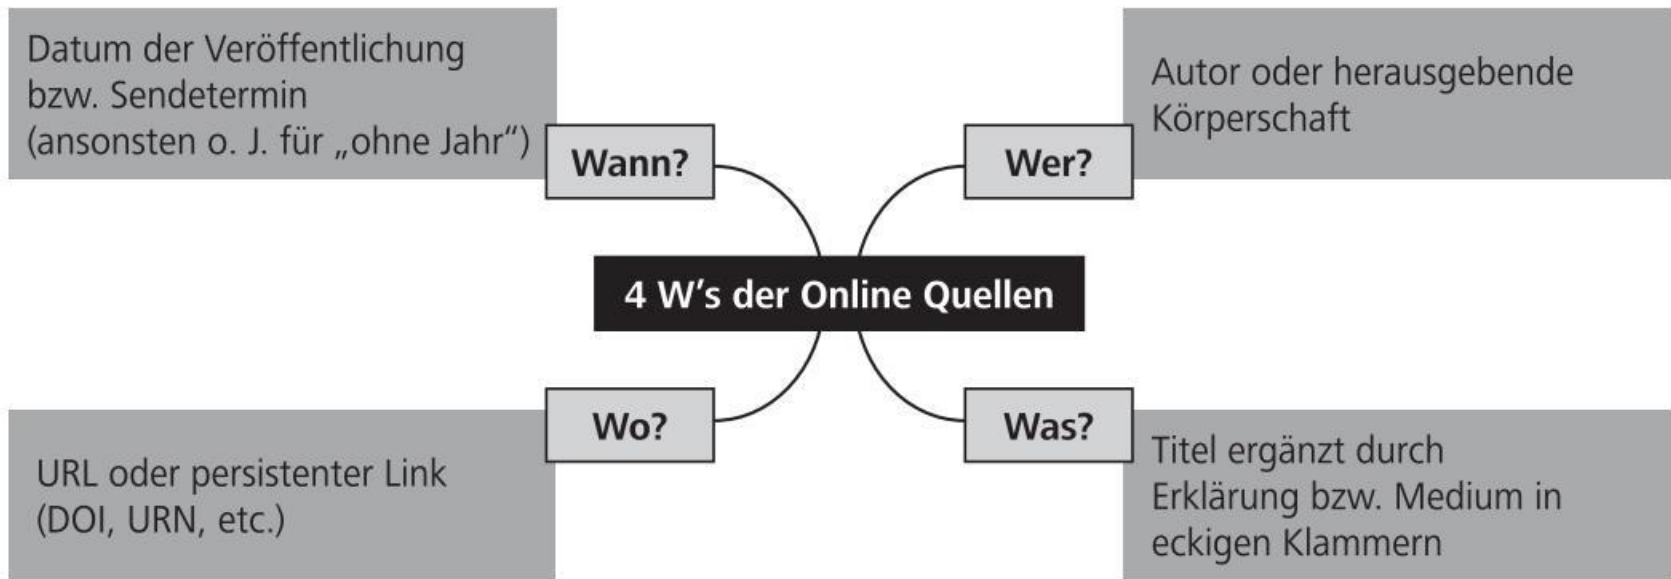 Datum der Veröffentlichung
bzw. Sendetermin
(ansonsten o. J. für „ohne Jahr“)
Wann?
Autor oder herausgebende
Körperschaft
Wer?
4 W’s der Online Quellen
Wo?
URL oder persistenter Link
(DOI, URN, etc.)
Was?
Titel ergänzt durch
Erklärung bzw. Medium in
eckigen Klammern